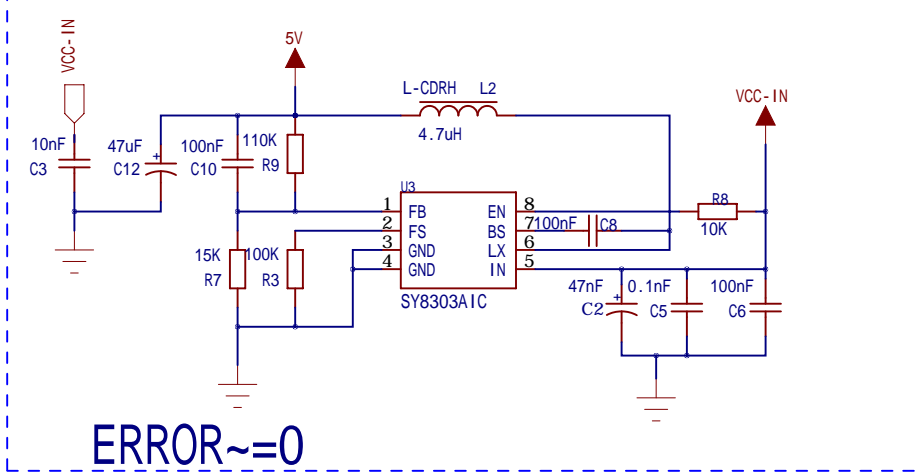 VCC-IN
5V
L-CDRH L2
4.7uH
VCC-IN
10nF
C3
47uF
C12
100nF
C10
110K
R9
U3
SY8303AIC
1 FB
2 FS
3 GND
4 GND
EN 8
BS 7
LX 6
IN 5
100nF C8
R8
10K
15K
R7
100K
R3
47nF
C2
0.1nF
C5
100nF
C6
+
+
ERROR~=0